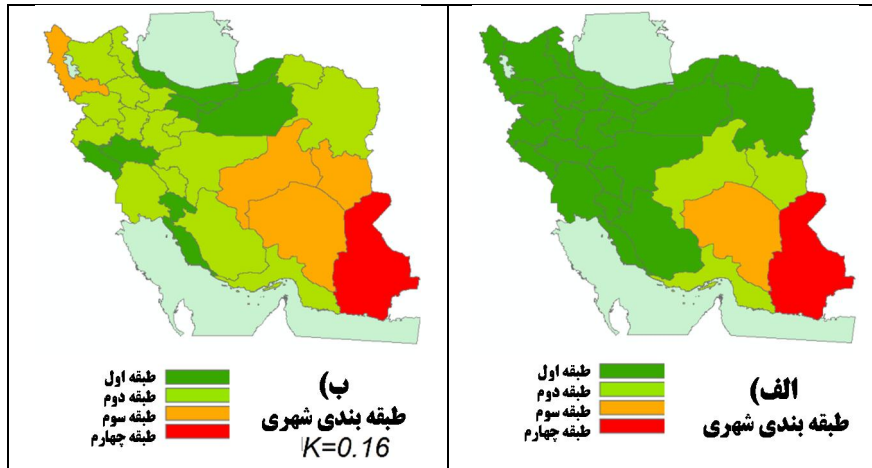 الف)
طبقه بندی شهری
طبقه اول
طبقه دوم
طبقه سوم
طبقه چهارم
ب)
طبقه بندی شهری
K=0.16
طبقه اول
طبقه دوم
طبقه سوم
طبقه چهارم